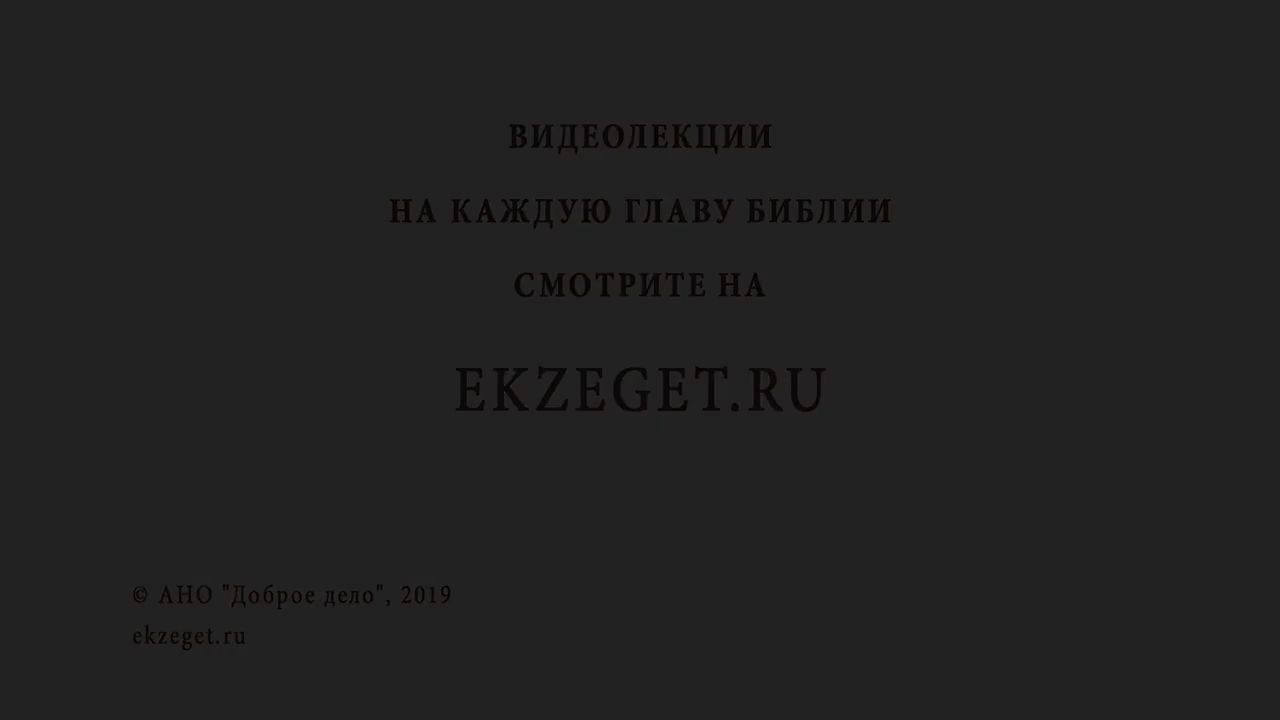 ВИДЕОЛЕКЦИИ
НА КАЖДУЮ ГЛАВУ БИБЛИИ
СМОТРИТЕ НА
EKZEGET.RU
© АНО "Доброе дело", 2019
ekzeget.ru